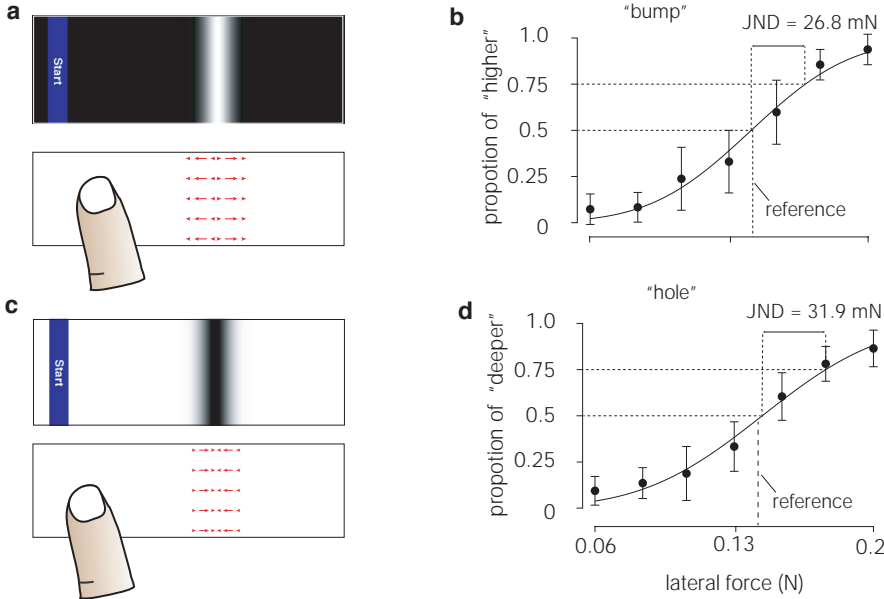 a
Start
b
"bump"
JND = 26.8 mN
propotion of "higher"
1.0
0.75
0.5
0.25
0
reference
c
Start
d
"hole"
JND = 31.9 mN
propotion of "deeper"
1.0
0.75
0.5
0.25
0
reference
0.06 0.13 0.2
lateral force (N)